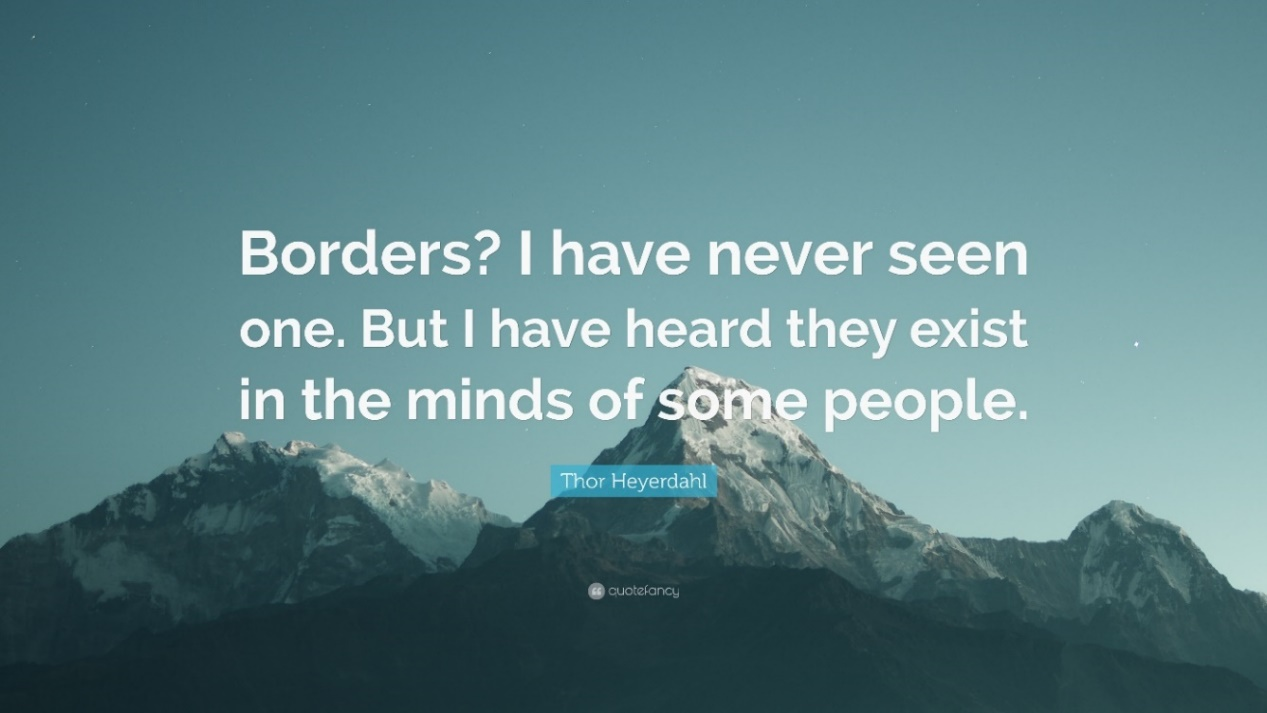 Borders? I have never seen
one. But I have heard they exist
in the minds of some people.
Thor Heyerdahl
quotefancy